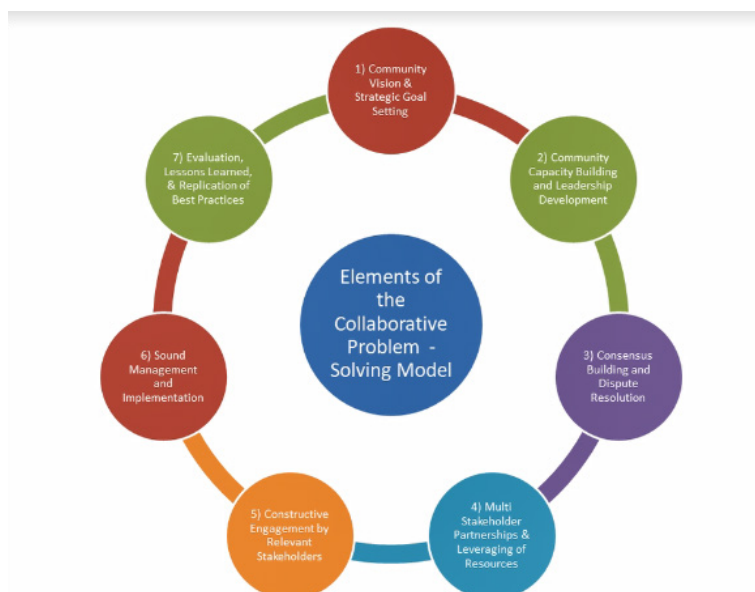 1) Community
Vision &
Strategic Goal
Setting
2) Community
Capacity Building
and Leadership
Development
3) Consensus
Building and
Dispute
Resolution
4) Multi
Stakeholder
Partnerships &
Leveraging of
Resources
5) Constructive
Engagement by
Relevant
Stakeholders
6) Sound
Management
and
Implementation
7) Evaluation,
Lessons Learned,
& Replication of
Best Practices
Elements of
the
Collaborative
Problem -
Solving Model